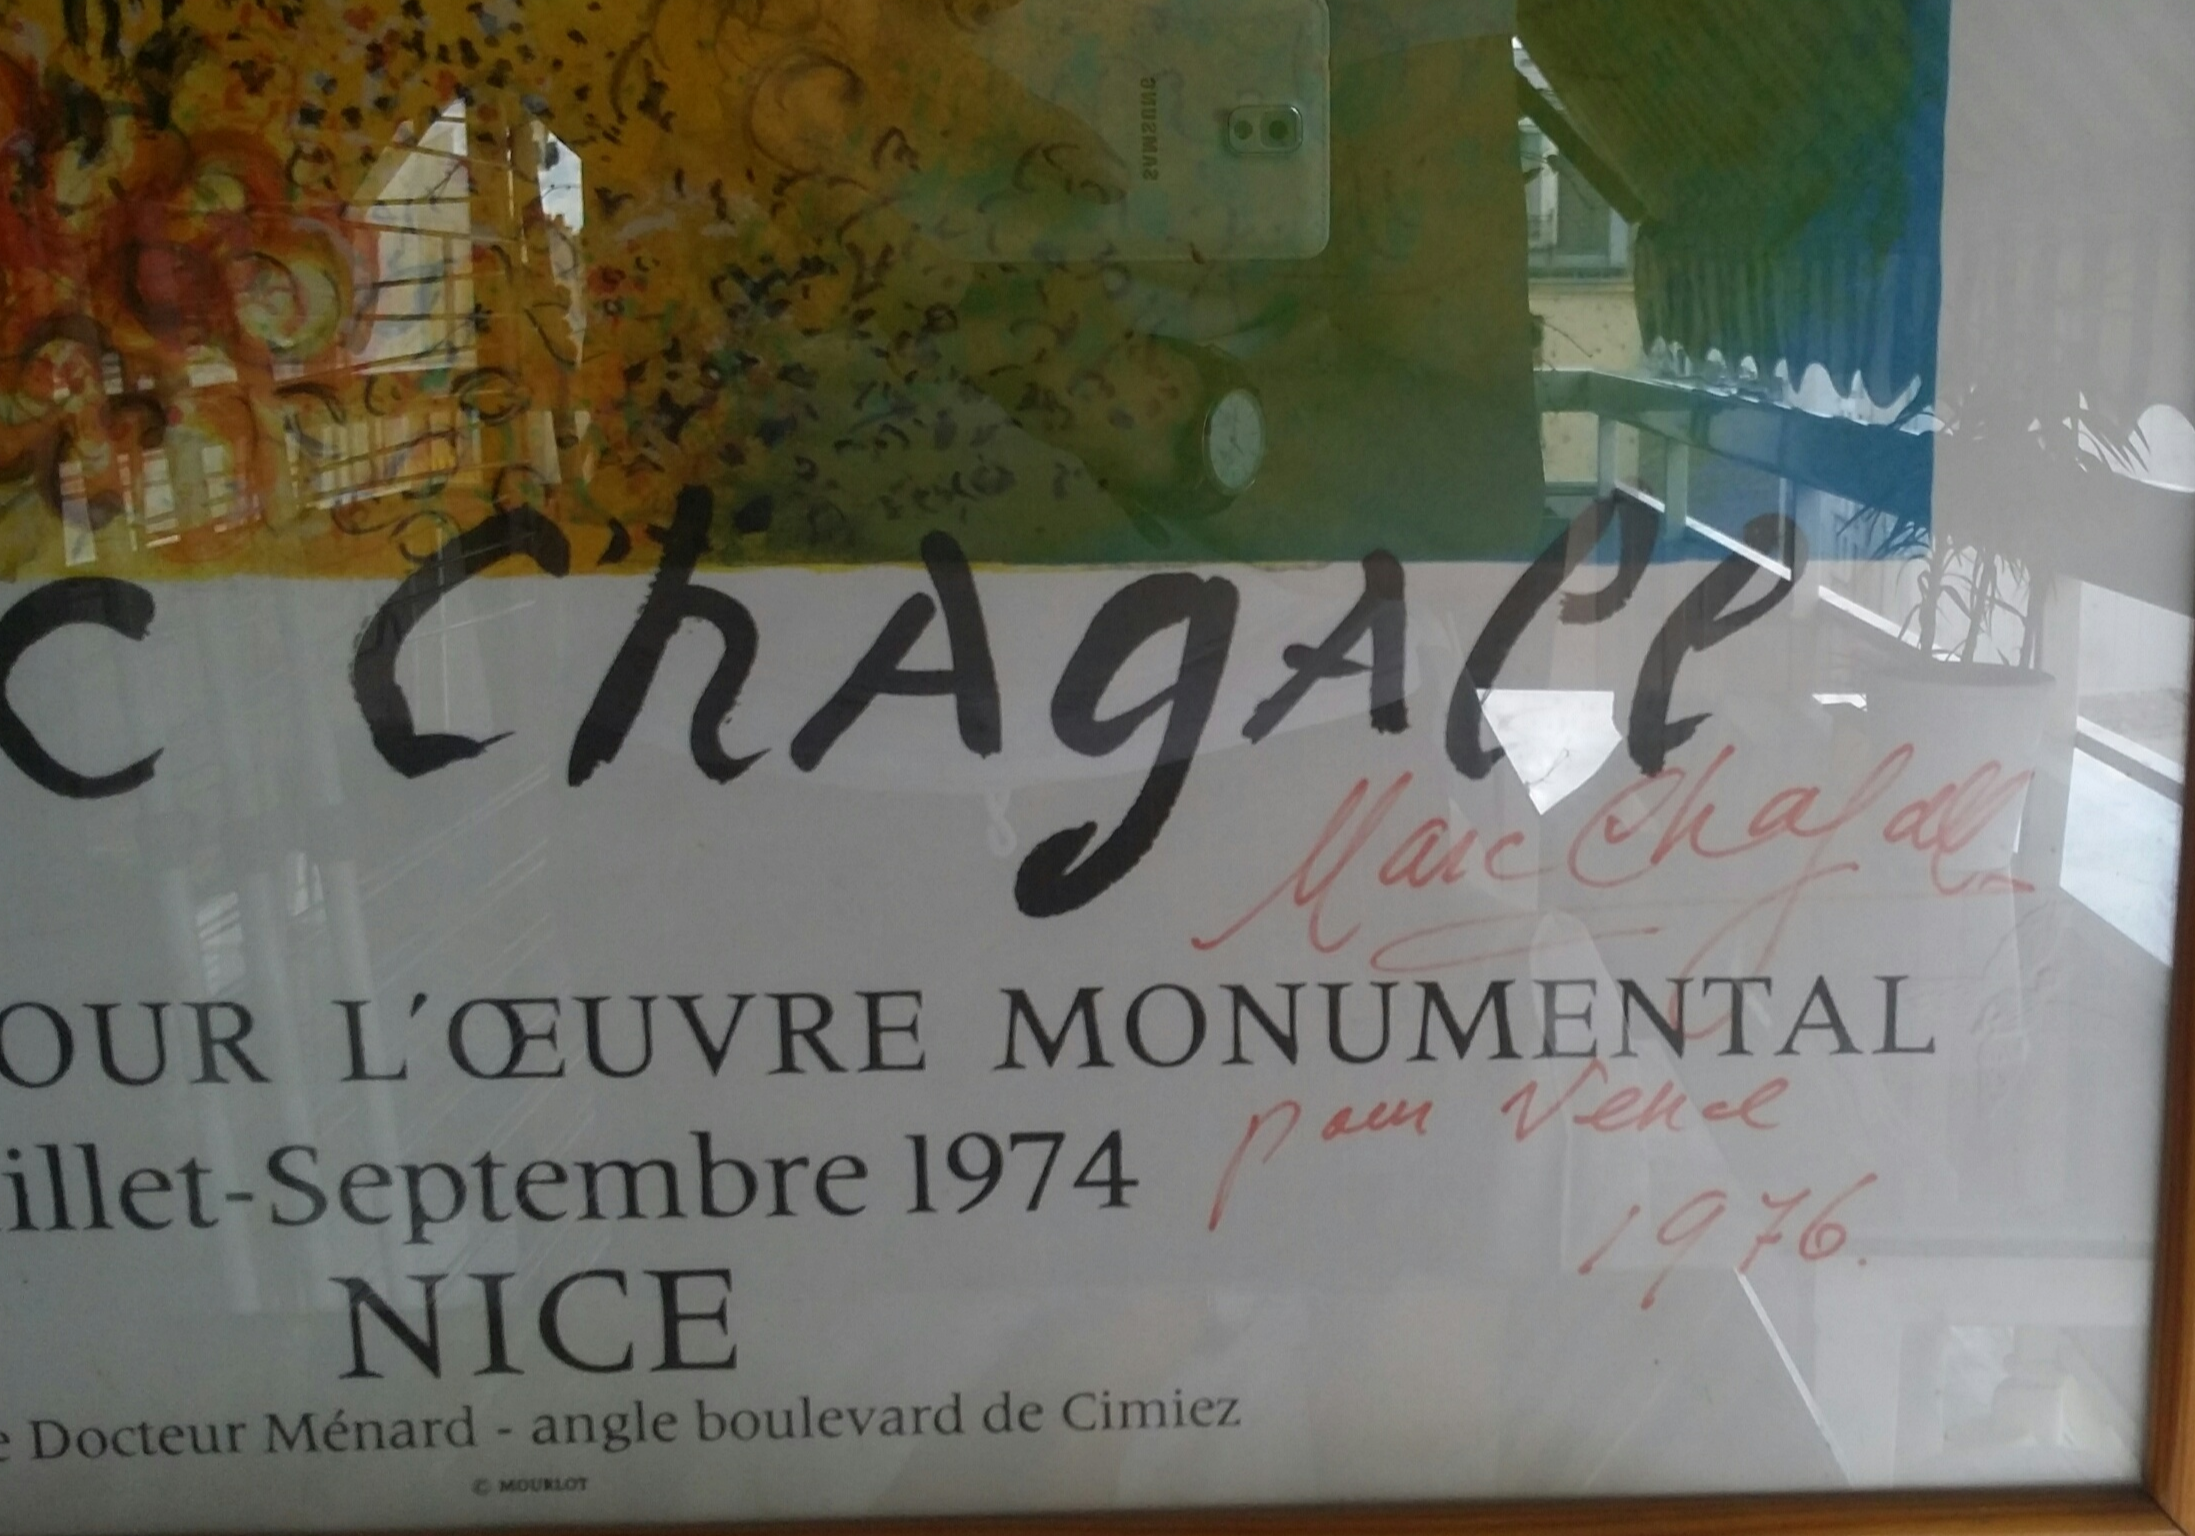 SAMSUNG
c ChAgAll
Marc Chagall
OUR L'ŒUVRE MONUMENTAL
pour Vence
illet-Septembre 1974
1976.
NICE
e Docteur Ménard - angle boulevard de Cimiez
© MOURLOT